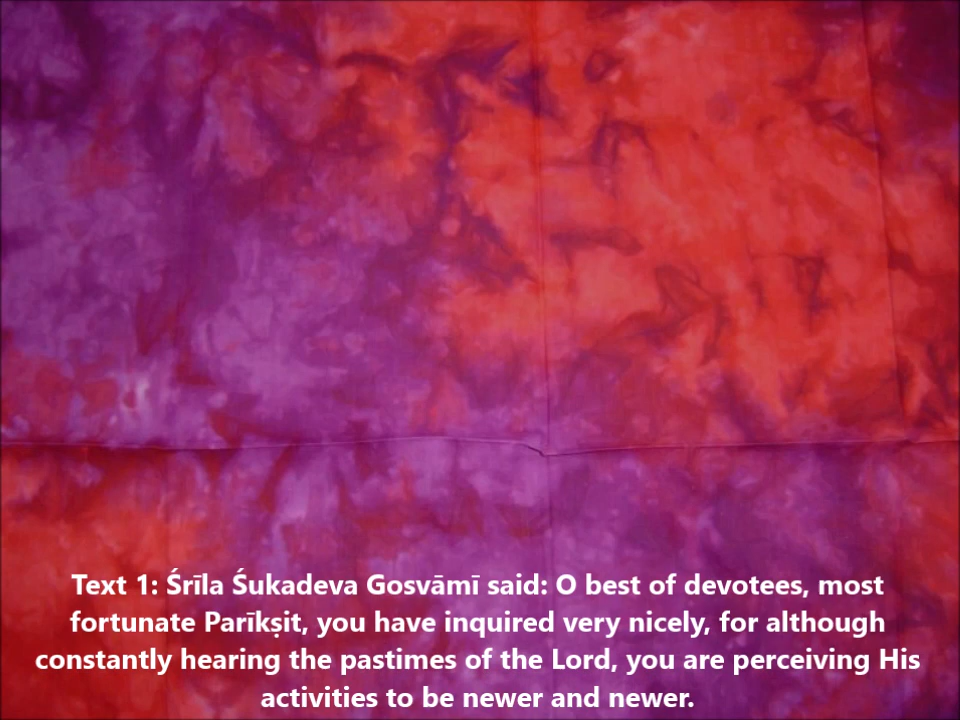 Text 1: Śrīla Śukadeva Gosvāmī said: O best of devotees, most
fortunate Parīkṣit, you have inquired very nicely, for although
constantly hearing the pastimes of the Lord, you are perceiving His
activities to be newer and newer.